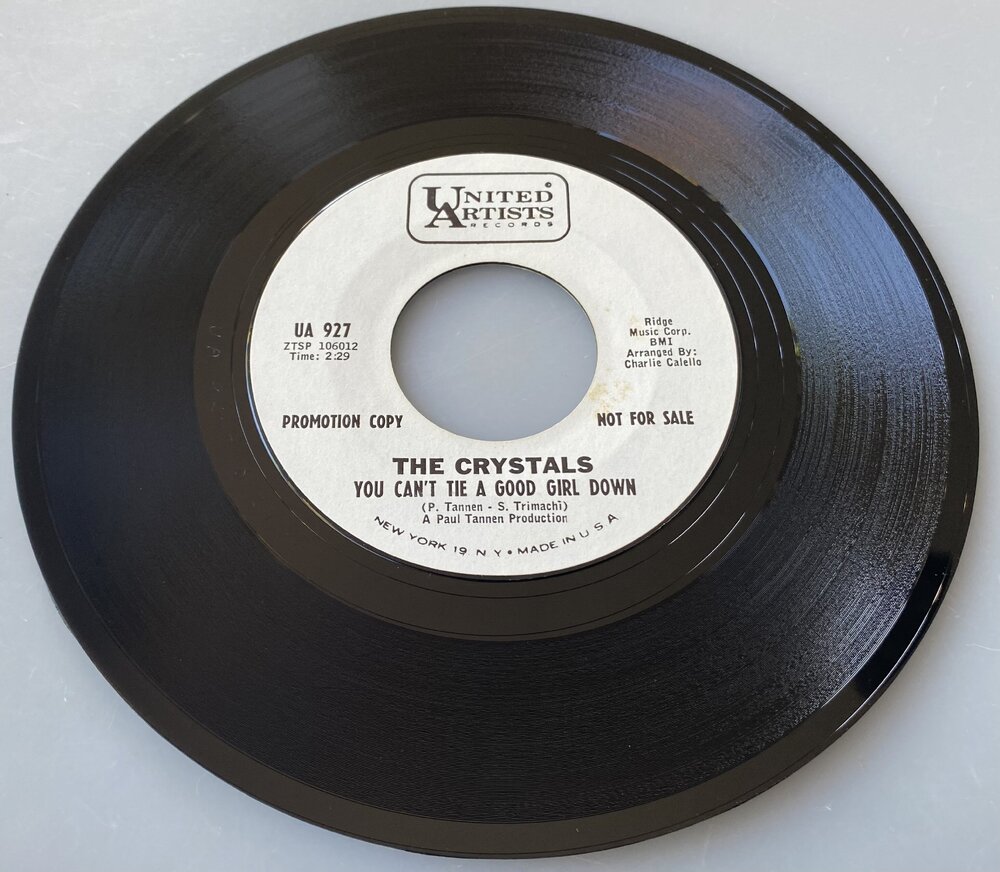 UNITED
ARTISTS
RECORDS
UA 927
ZTSP 106012
Time: 2:29
Ridge
Music Corp.
BMI
Arranged By:
Charlie Calello
PROMOTION COPY
NOT FOR SALE
THE CRYSTALS
YOU CAN'T TIE A GOOD GIRL DOWN
(P. Tannen - S. Trimachi)
A Paul Tannen Production
NEW YORK 19 N Y • MADE IN U S A